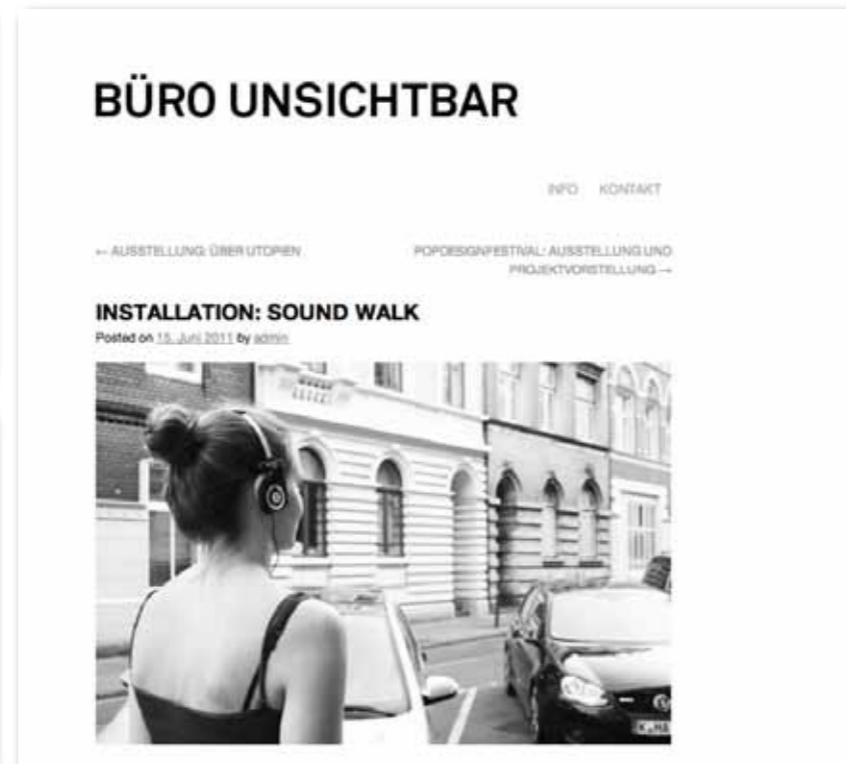 BÜRO UNSICHTBAR
INFO KONTAKT
← AUSSTELLUNG: ÜBER UTOPIEN
POPDESIGNFESTIVAL: AUSSTELLUNG UND
PROJEKTVORSTELLUNG →
INSTALLATION: SOUND WALK
Posted on 15. Juni 2011 by admin